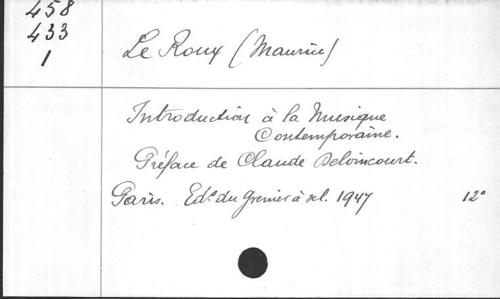 458
433
1
Le Roux (Maurice)
Introduction à la Musique
Contemporaine.
Préface de Claude Delvincourt.
Paris. Edns du Grenier à sel. 1947 12°